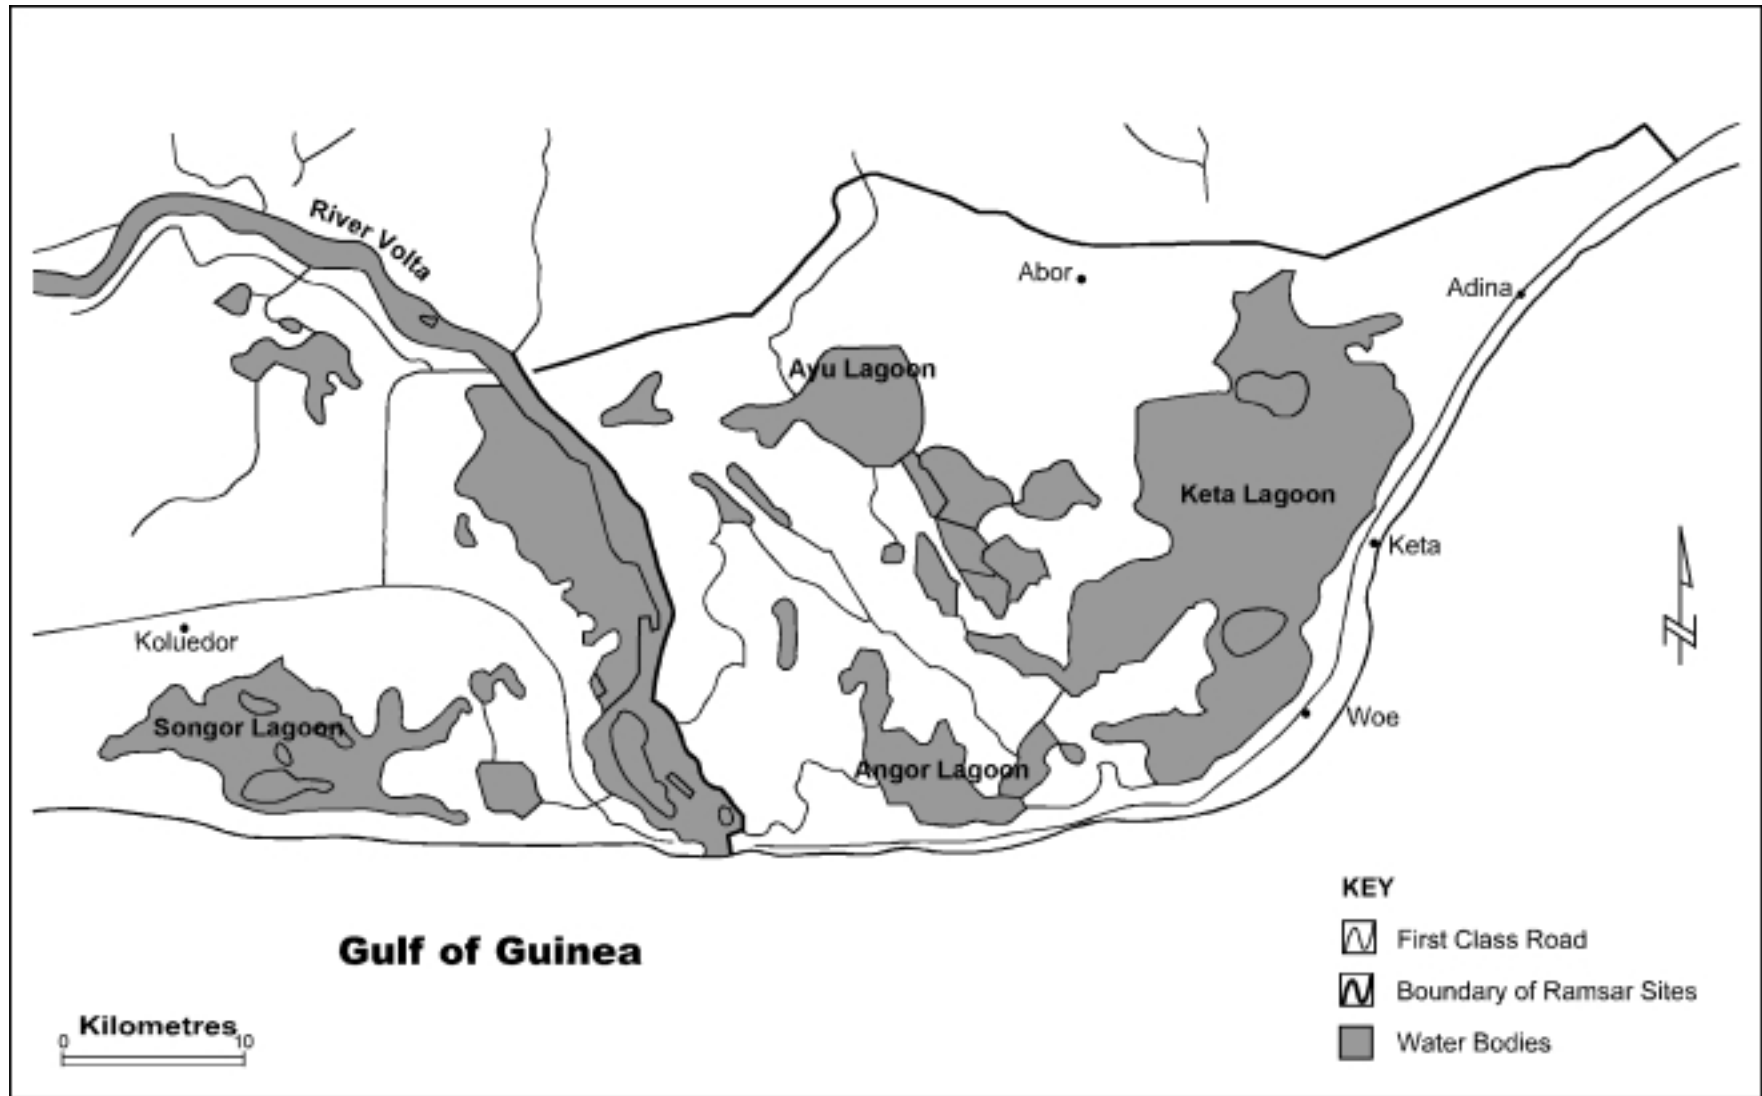 River Volta
Abor
Adina
Ayu Lagoon
Keta Lagoon
Keta
Koluedor
Songor Lagoon
Woe
Angor Lagoon
Gulf of Guinea
Kilometres
0 10
KEY
First Class Road
Boundary of Ramsar Sites
Water Bodies
N